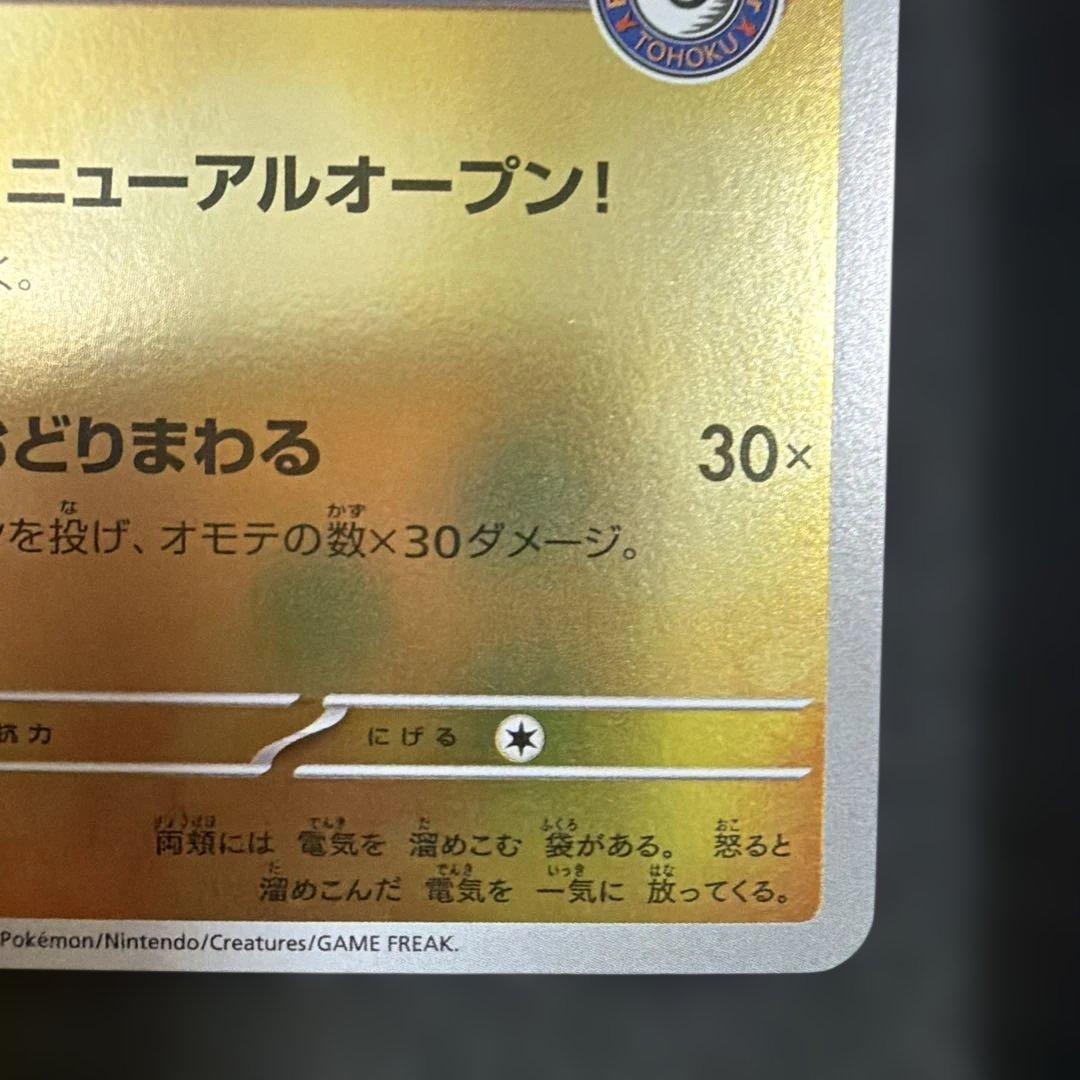 TOHOKU
ニューアルオープン!
く。
おどりまわる 30×
ンを投げ、オモテの数×30ダメージ。
抗力 にげる
両頬には 電気を 溜めこむ 袋がある。 怒ると
溜めこんだ 電気を 一気に 放ってくる。
Pokémon/Nintendo/Creatures/GAME FREAK.